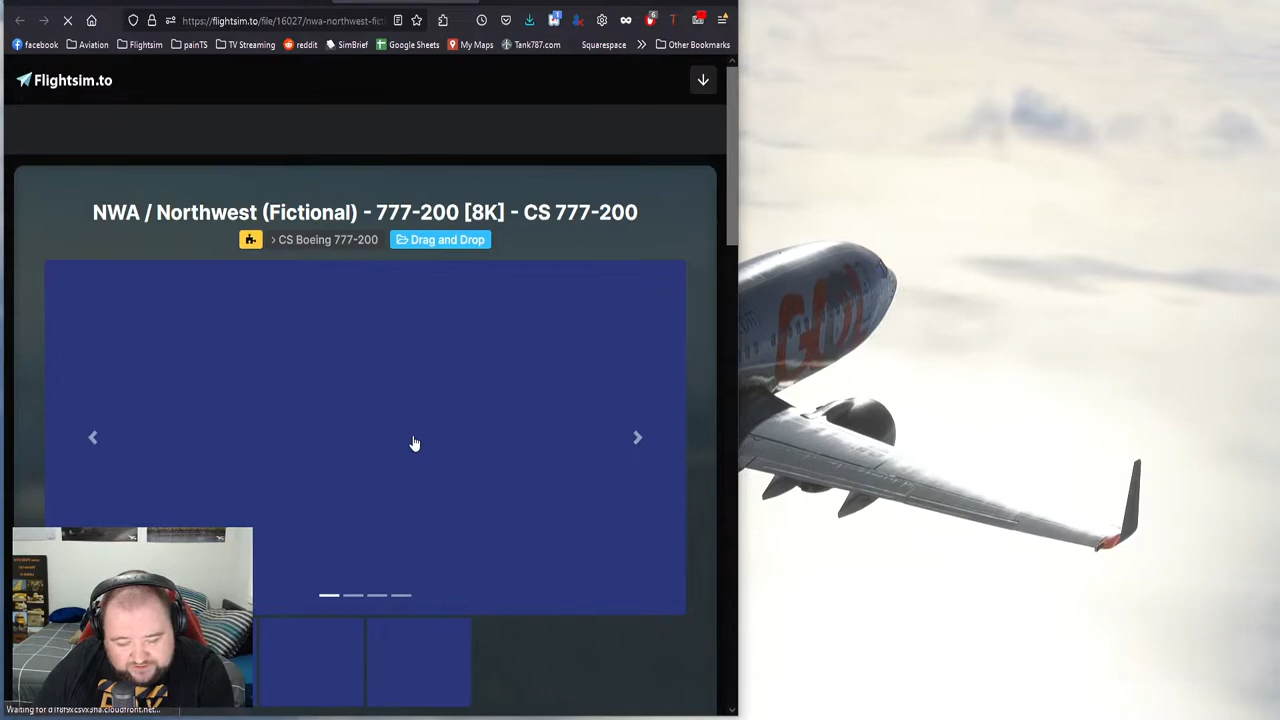 https://flightsim.to/file/16027/nwa-northwest-fict
facebook Aviation Flightsim painTS TV Streaming reddit SimBrief Google Sheets My Maps Tank787.com Squarespace Other Bookmarks
Flightsim.to
NWA / Northwest (Fictional) - 777-200 [8K] - CS 777-200
› CS Boeing 777-200 Drag and Drop
GOL